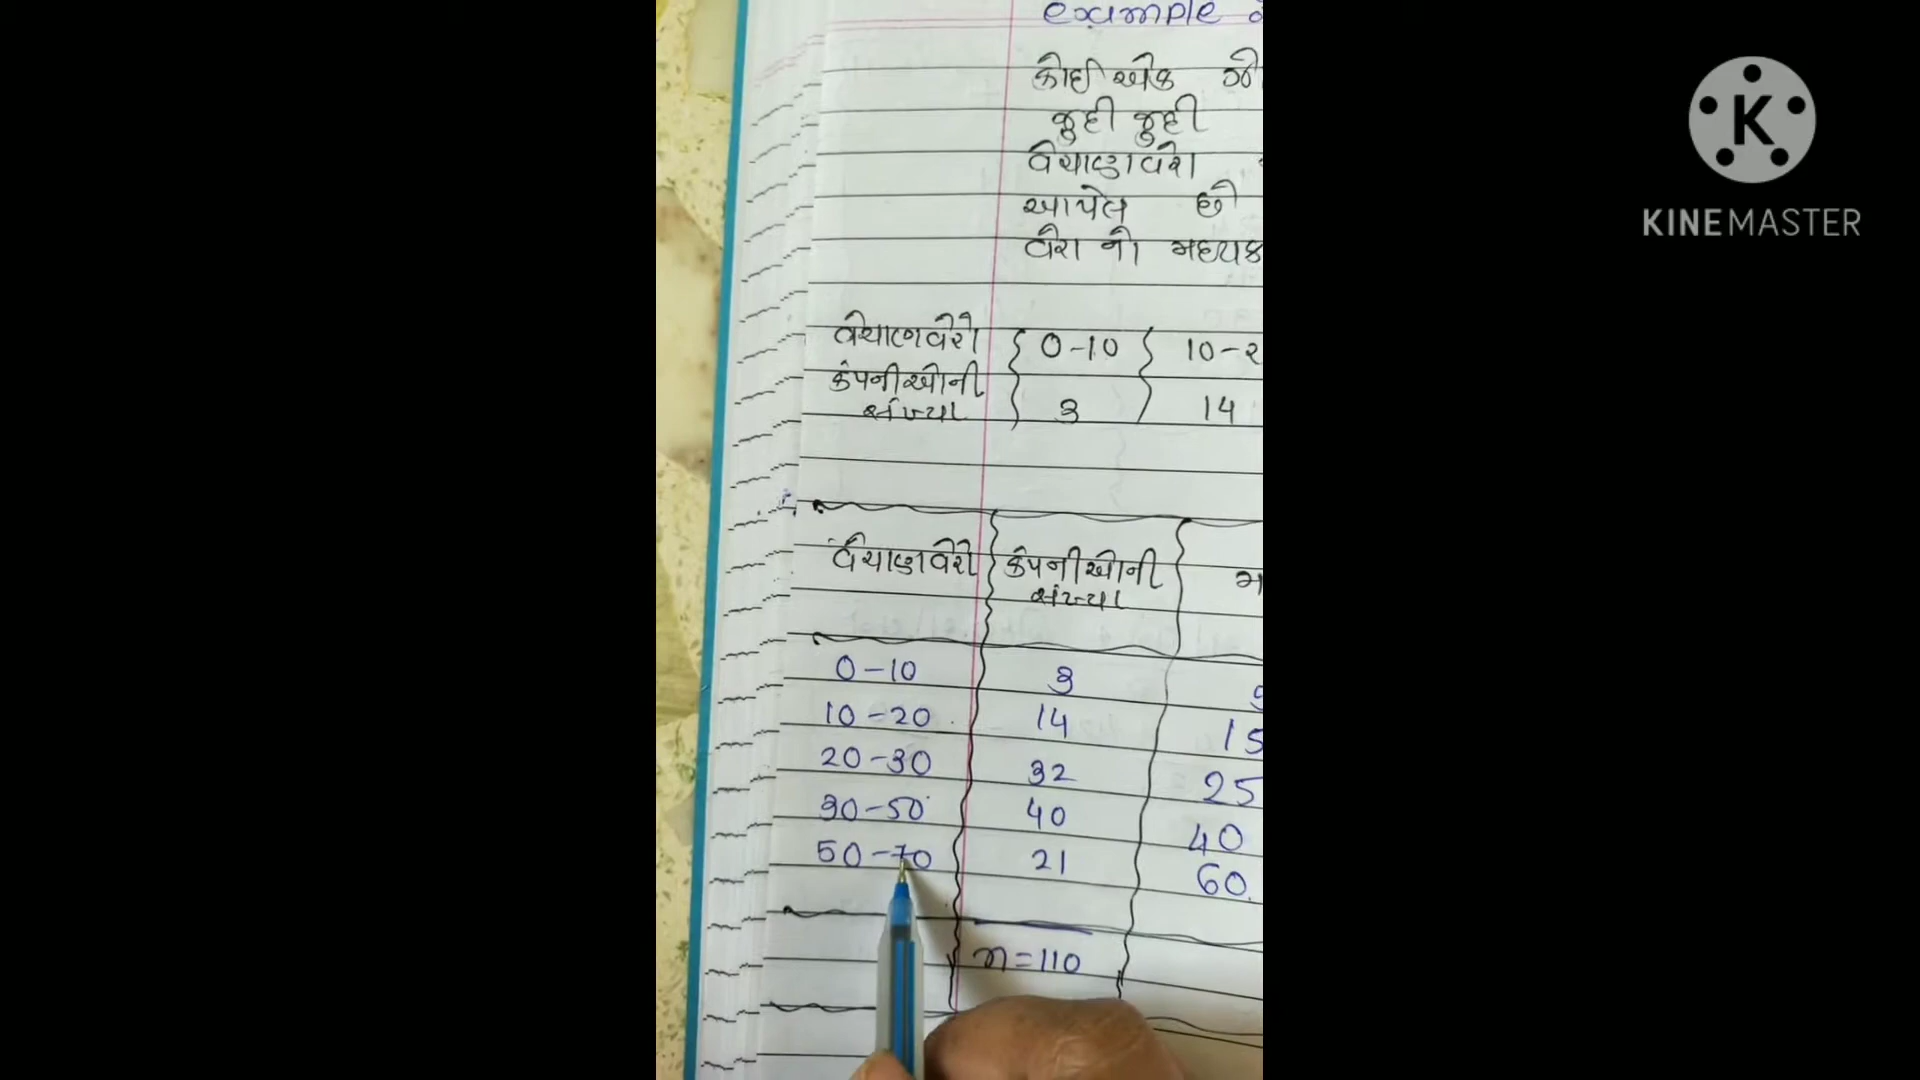 example
કોઈ એક
જુદી જુદી
વેચાણવેરા
આપેલ છે
વેરા નો મધ્યક
વેચાણવેરો 0-10 10-2
કંપનીઓની
સંખ્યા 3 14
વેચાણવેરો કંપનીઓની
સંખ્યા
0-10 3
10-20 14 15
20-30 32 25
30-50 40 40
50-70 21 60
n=110
K
KINEMASTER